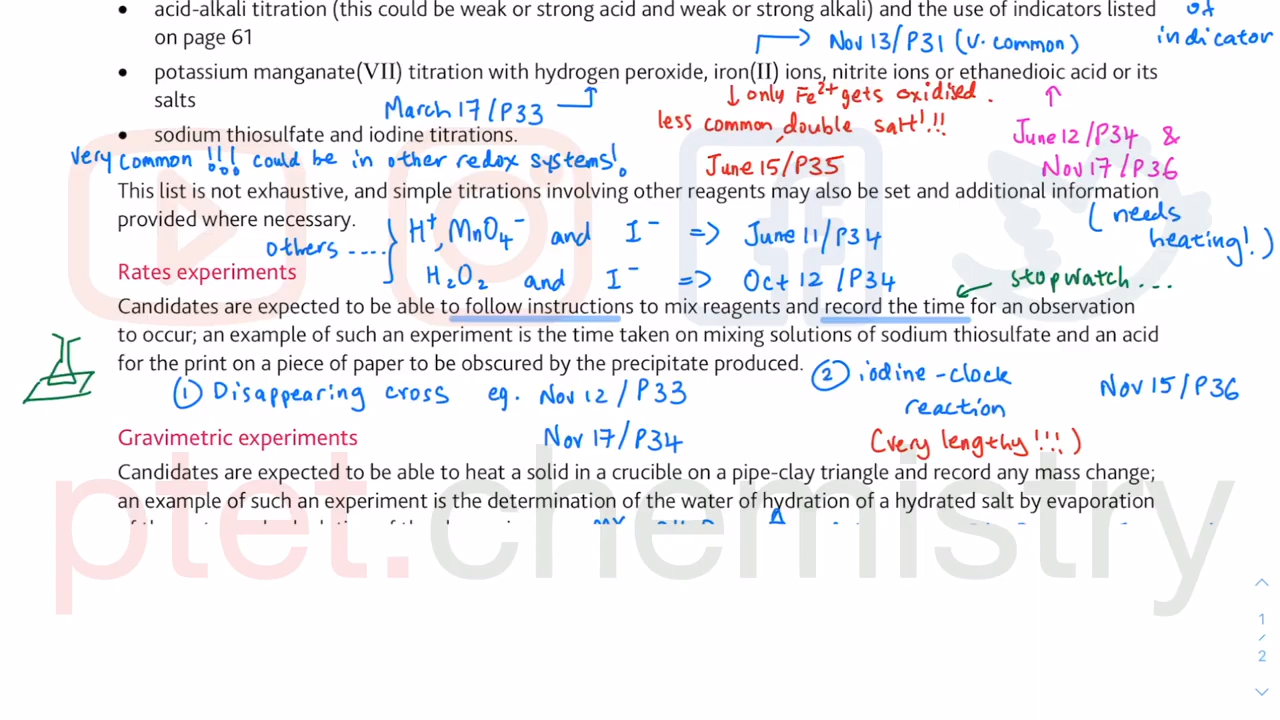 • acid-alkali titration (this could be weak or strong acid and weak or strong alkali) and the use of indicators listed
on page 61
of
indicator
Nov 13/P31 (v. common)
• potassium manganate(VII) titration with hydrogen peroxide, iron(II) ions, nitrite ions or ethanedioic acid or its
salts
March 17/P33
↓ only Fe²⁺ gets oxidised.
less common, double salt!!!
June 15/P35
June 12/P34 &
Nov 17/P36
(needs
heating!)
• sodium thiosulfate and iodine titrations.
very common !!! could be in other redox systems!
This list is not exhaustive, and simple titrations involving other reagents may also be set and additional information
provided where necessary.
others .... { H⁺, MnO₄⁻ and I⁻ => June 11/P34
H₂O₂ and I⁻ => Oct 12/P34
Rates experiments
stopwatch...
Candidates are expected to be able to follow instructions to mix reagents and record the time for an observation
to occur; an example of such an experiment is the time taken on mixing solutions of sodium thiosulfate and an acid
for the print on a piece of paper to be obscured by the precipitate produced.
① Disappearing cross eg. Nov 12/P33
Nov 17/P34
② iodine-clock
reaction
(very lengthy!!!)
Nov 15/P36
Gravimetric experiments
Candidates are expected to be able to heat a solid in a crucible on a pipe-clay triangle and record any mass change;
an example of such an experiment is the determination of the water of hydration of a hydrated salt by evaporation
ptet.chemistry
1
/
2